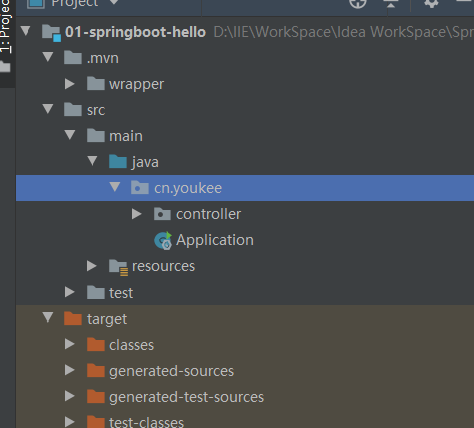 Project
1: Project
01-springboot-hello D:\IIE\WorkSpace\Idea WorkSpace\Spr
.mvn
wrapper
src
main
java
cn.youkee
controller
Application
resources
test
target
classes
generated-sources
generated-test-sources
test-classes